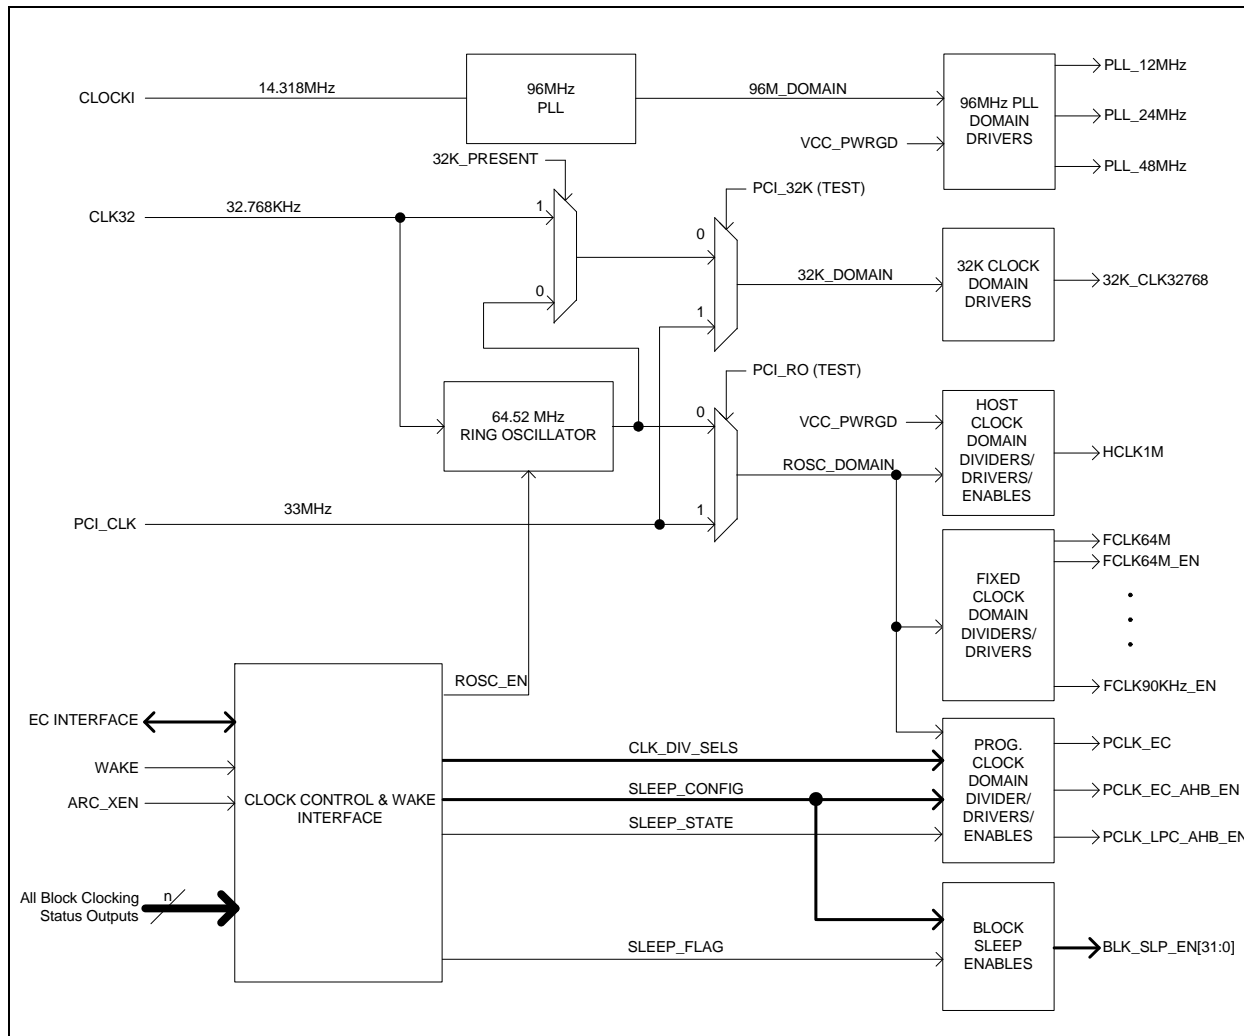 CLOCKI
14.318MHz
96MHz
PLL
96M_DOMAIN
96MHz PLL
DOMAIN
DRIVERS
VCC_PWRGD
PLL_12MHz
PLL_24MHz
PLL_48MHz
32K_PRESENT
PCI_32K (TEST)
CLK32
32.768KHz
1
0
0
1
32K_DOMAIN
32K CLOCK
DOMAIN
DRIVERS
32K_CLK32768
64.52 MHz
RING OSCILLATOR
PCI_RO (TEST)
0
1
ROSC_DOMAIN
VCC_PWRGD
HOST
CLOCK
DOMAIN
DIVIDERS/
DRIVERS/
ENABLES
HCLK1M
PCI_CLK
33MHz
FIXED
CLOCK
DOMAIN
DIVIDERS/
DRIVERS
FCLK64M
FCLK64M_EN
FCLK90KHz_EN
ROSC_EN
EC INTERFACE
WAKE
ARC_XEN
All Block Clocking
Status Outputs
n
CLOCK CONTROL & WAKE
INTERFACE
CLK_DIV_SELS
SLEEP_CONFIG
SLEEP_STATE
SLEEP_FLAG
PROG.
CLOCK
DOMAIN
DIVIDER/
DRIVERS/
ENABLES
PCLK_EC
PCLK_EC_AHB_EN
PCLK_LPC_AHB_EN
BLOCK
SLEEP
ENABLES
BLK_SLP_EN[31:0]